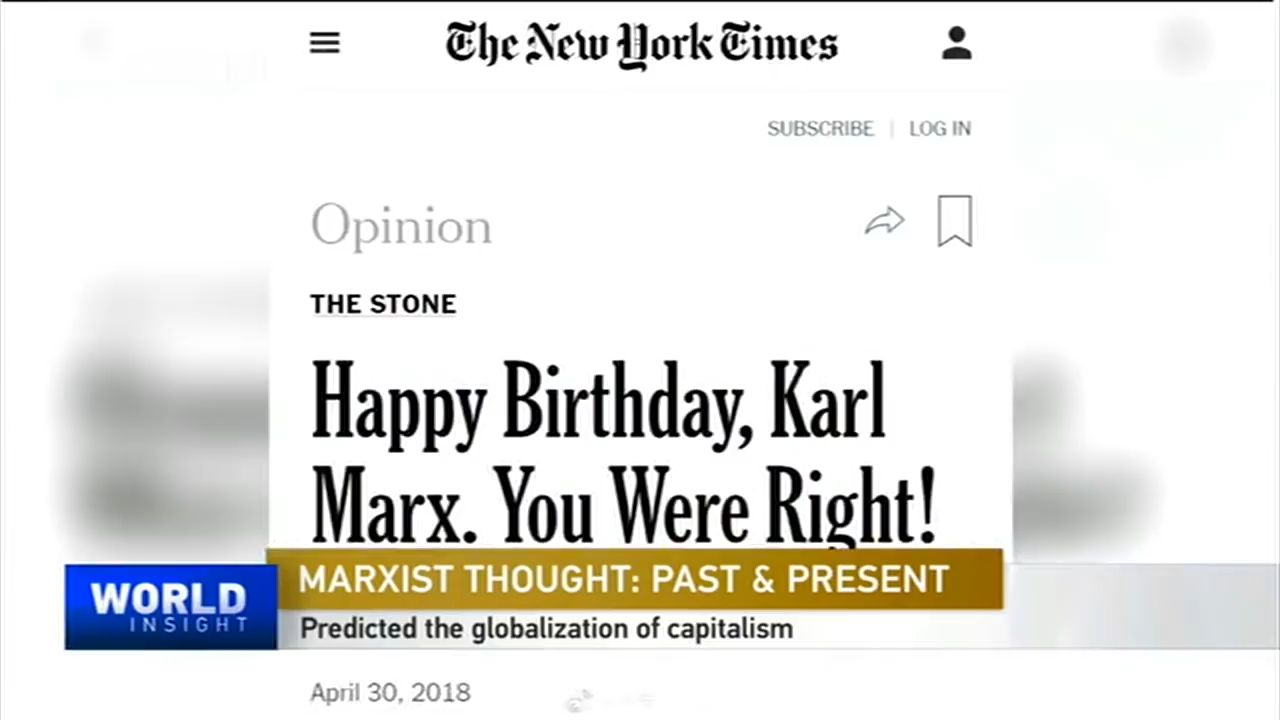 The New York Times
SUBSCRIBE | LOG IN
Opinion
THE STONE
Happy Birthday, Karl
Marx. You Were Right!
MARXIST THOUGHT: PAST & PRESENT
WORLD
INSIGHT
Predicted the globalization of capitalism
April 30, 2018